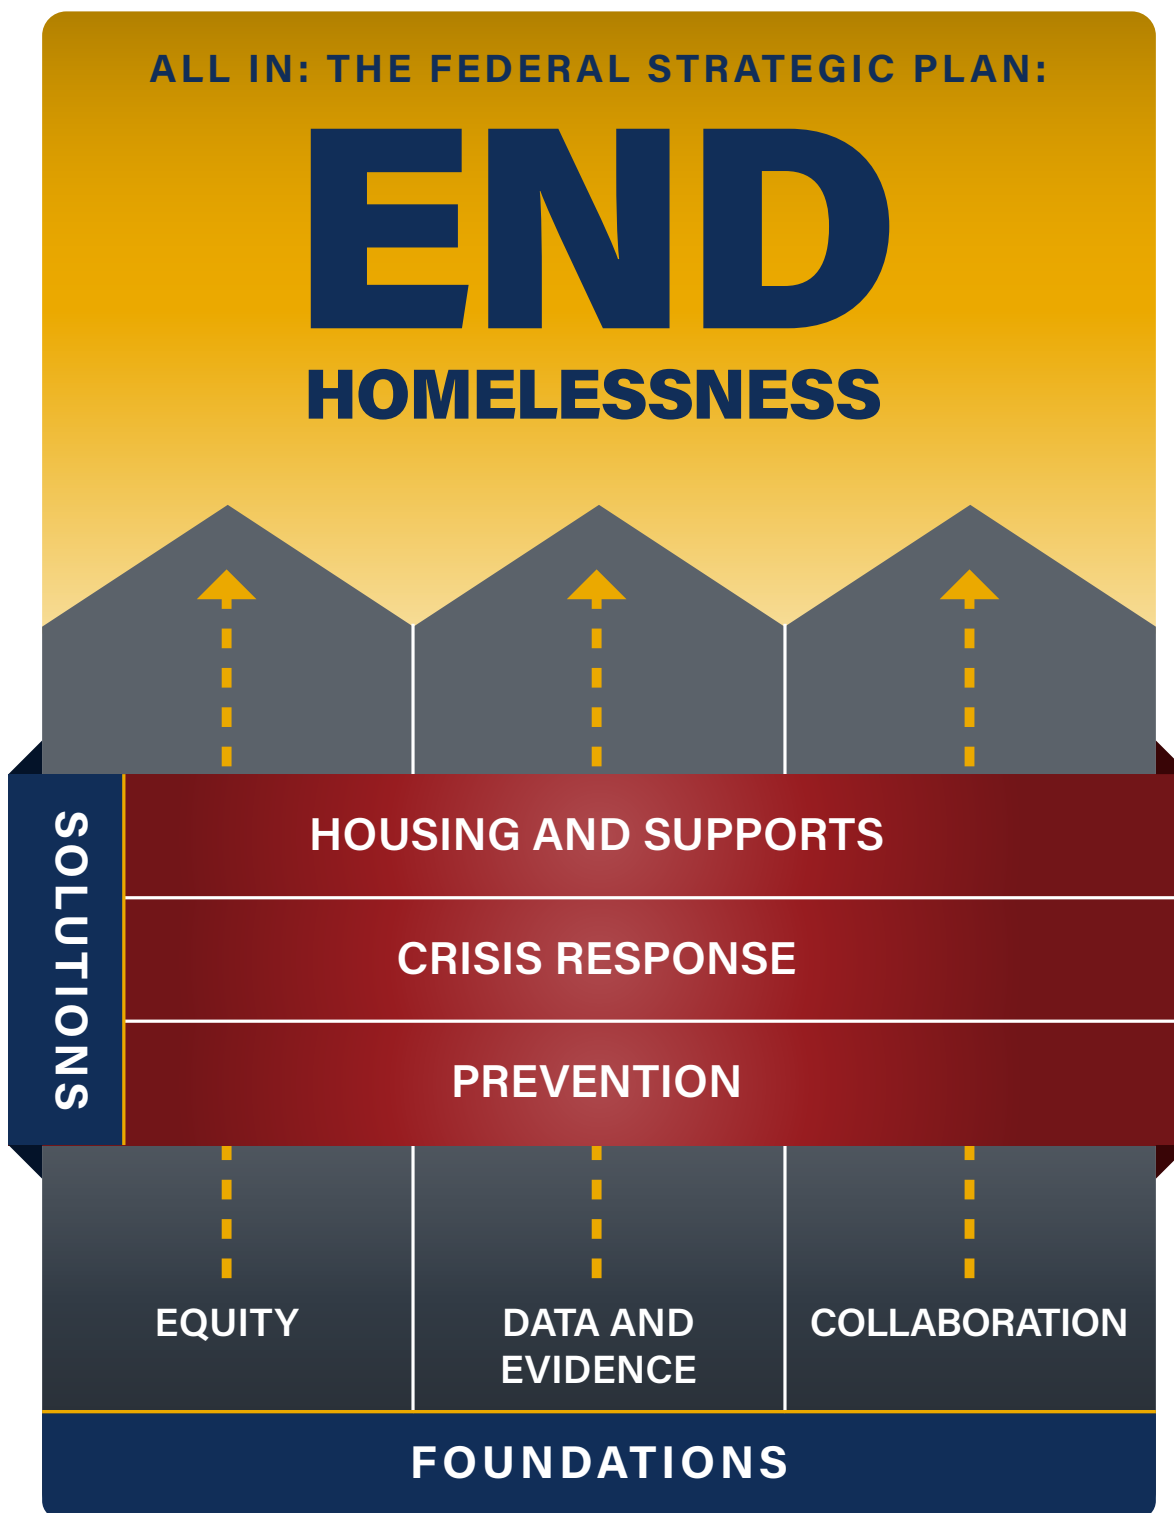 ALL IN: THE FEDERAL STRATEGIC PLAN:
END
HOMELESSNESS
SOLUTIONS
HOUSING AND SUPPORTS
CRISIS RESPONSE
PREVENTION
EQUITY
DATA AND
EVIDENCE
COLLABORATION
FOUNDATIONS